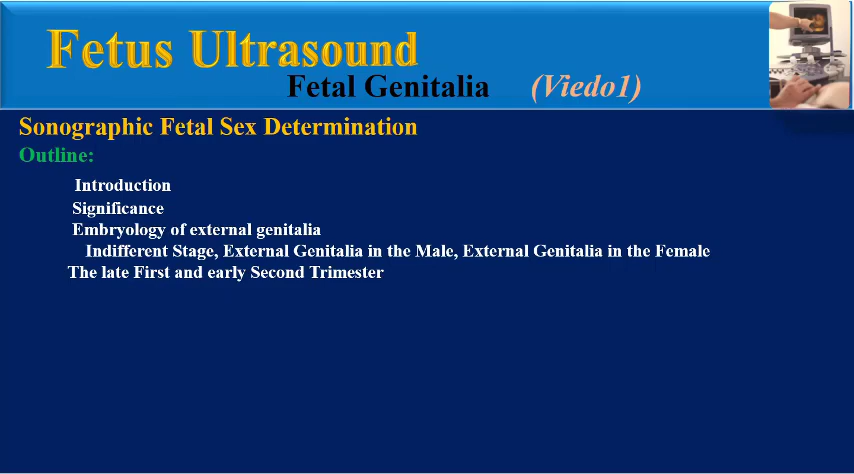 Fetus Ultrasound
Fetal Genitalia (Viedo1)
Sonographic Fetal Sex Determination
Outline:
Introduction
Significance
Embryology of external genitalia
Indifferent Stage, External Genitalia in the Male, External Genitalia in the Female
The late First and early Second Trimester